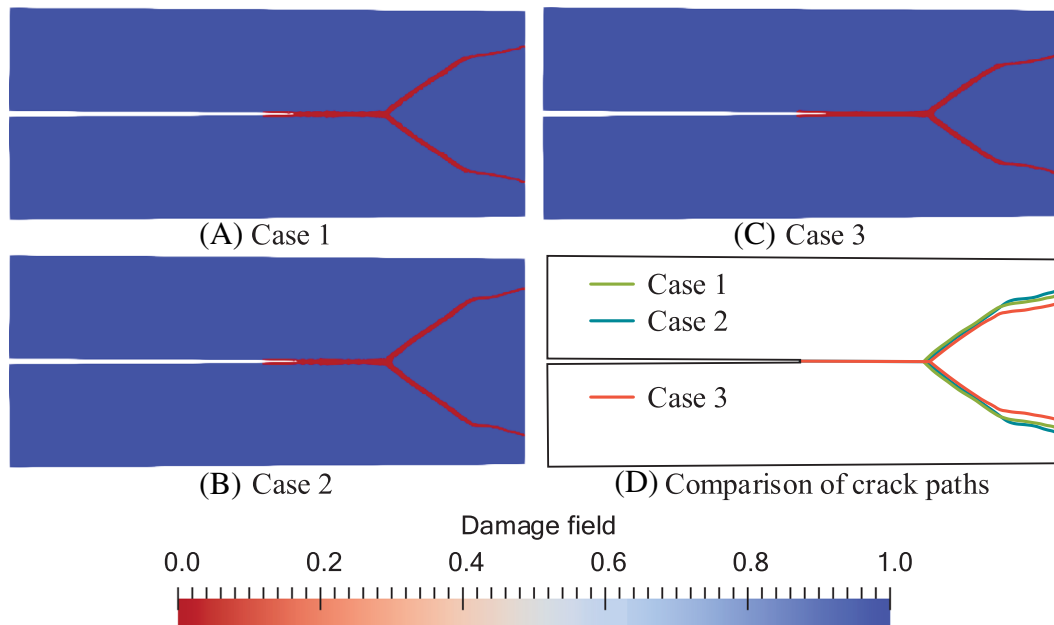 (A) Case 1
(C) Case 3
Case 1
Case 2
Case 3
(B) Case 2
(D) Comparison of crack paths
Damage field
0.0 0.2 0.4 0.6 0.8 1.0